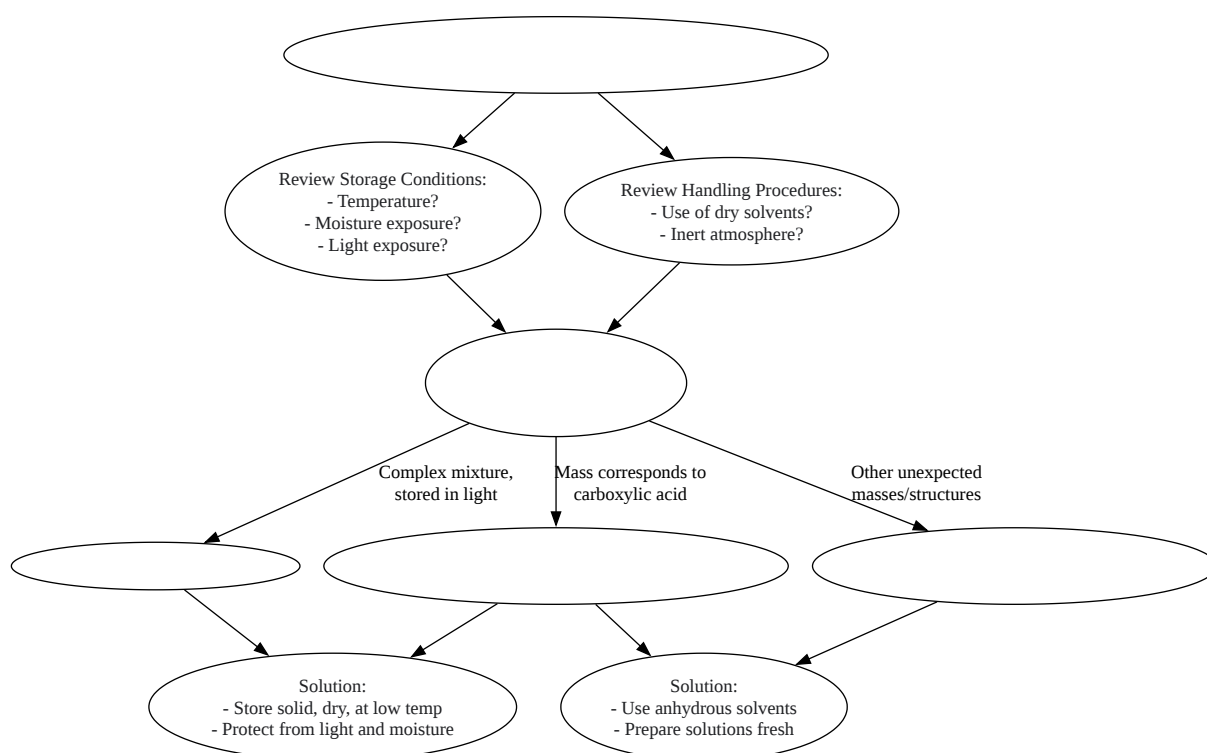 Review Storage Conditions:
- Temperature?
- Moisture exposure?
- Light exposure?
Review Handling Procedures:
- Use of dry solvents?
- Inert atmosphere?
Complex mixture,
stored in light
Mass corresponds to
carboxylic acid
Other unexpected
masses/structures
Solution:
- Store solid, dry, at low temp
- Protect from light and moisture
Solution:
- Use anhydrous solvents
- Prepare solutions fresh